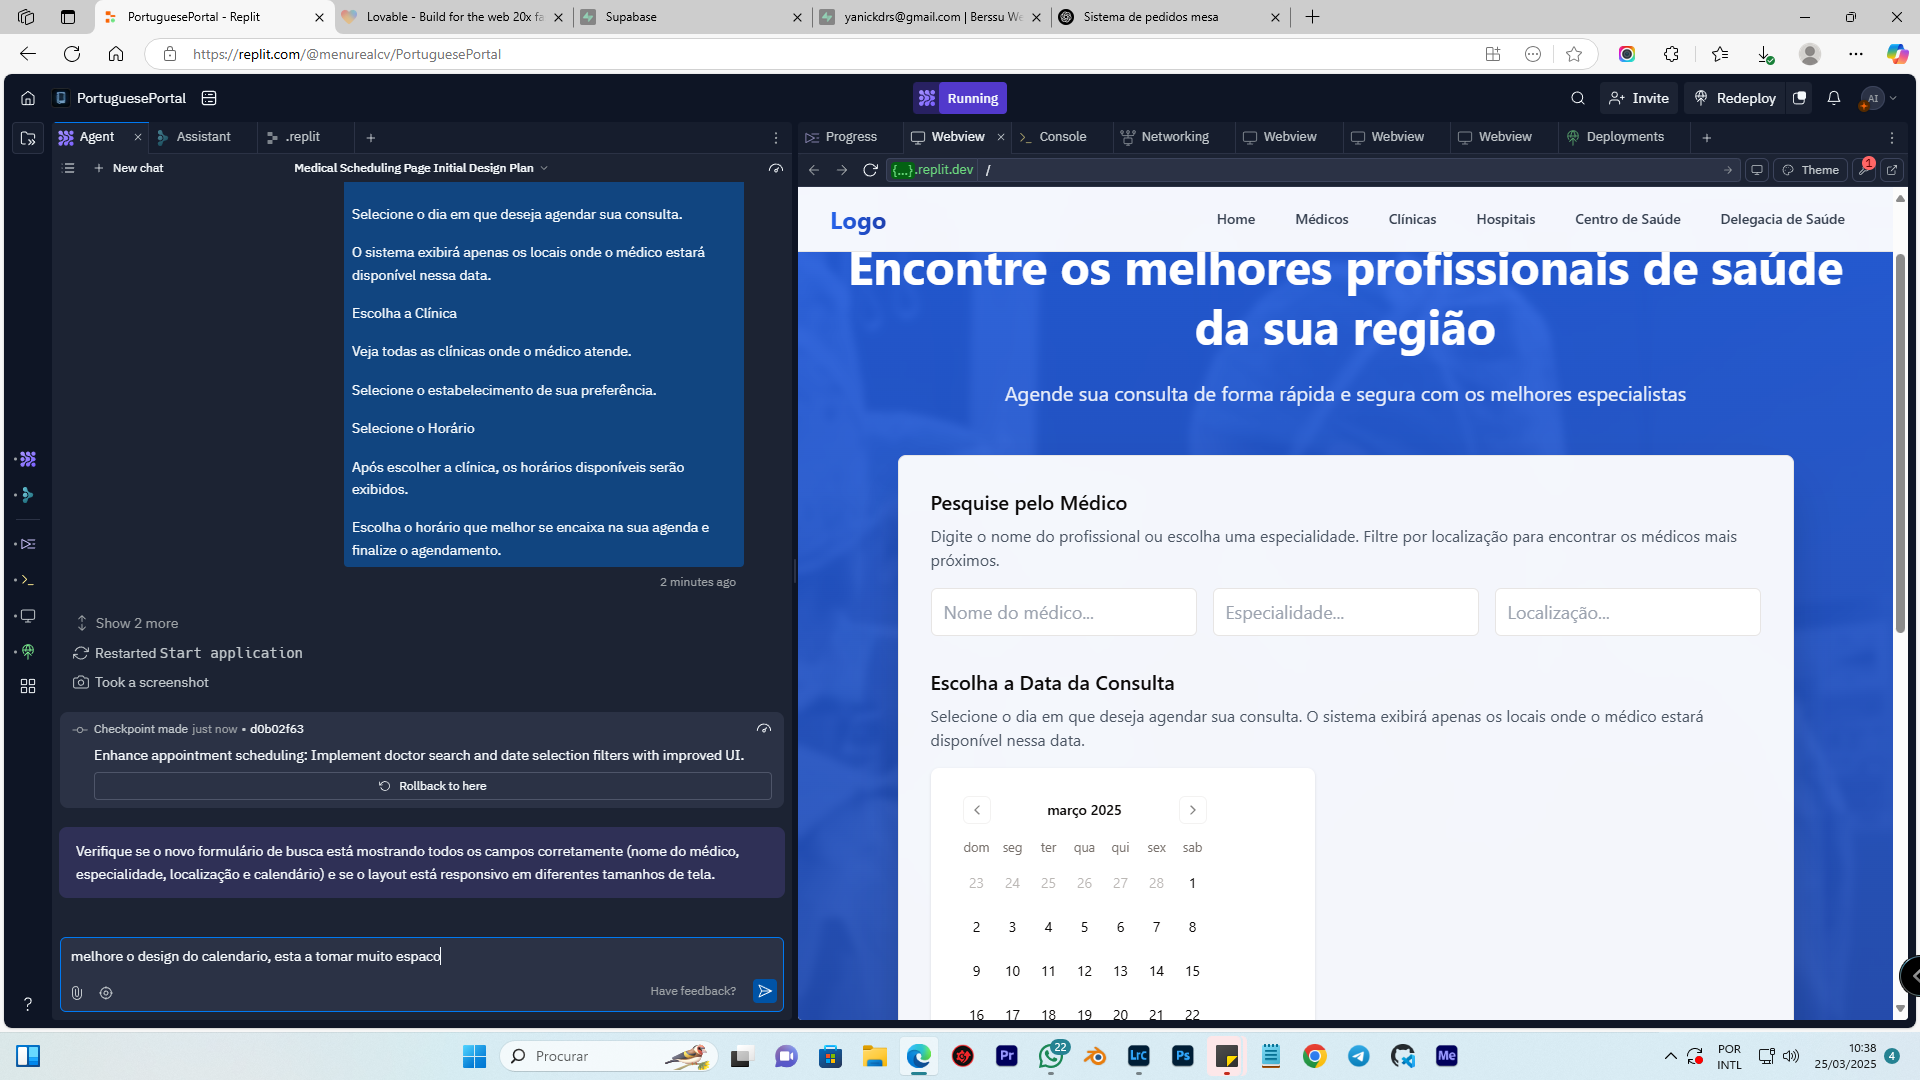 PortuguesePortal - Replit
Lovable - Build for the web 20x fa
Supabase
yanickdrs@gmail.com | Berssu We
Sistema de pedidos mesa
https://replit.com/@menurealcv/PortuguesePortal
PortuguesePortal
Running
Invite
Redeploy
AI
Agent
Assistant
.replit
Progress
Webview
Console
Networking
Webview
Webview
Webview
Deployments
New chat
Medical Scheduling Page Initial Design Plan
{...}.replit.dev
/
Theme
1
Selecione o dia em que deseja agendar sua consulta.
O sistema exibirá apenas os locais onde o médico estará
disponível nessa data.
Escolha a Clínica
Veja todas as clínicas onde o médico atende.
Selecione o estabelecimento de sua preferência.
Selecione o Horário
Após escolher a clínica, os horários disponíveis serão
exibidos.
Escolha o horário que melhor se encaixa na sua agenda e
finalize o agendamento.
2 minutes ago
Show 2 more
Restarted Start application
Took a screenshot
Checkpoint made just now • d0b02f63
Enhance appointment scheduling: Implement doctor search and date selection filters with improved UI.
Rollback to here
Verifique se o novo formulário de busca está mostrando todos os campos corretamente (nome do médico,
especialidade, localização e calendário) e se o layout está responsivo em diferentes tamanhos de tela.
melhore o design do calendario, esta a tomar muito espaco
Have feedback?
?
Logo
Home
Médicos
Clínicas
Hospitais
Centro de Saúde
Delegacia de Saúde
Encontre os melhores profissionais de saúde
da sua região
Agende sua consulta de forma rápida e segura com os melhores especialistas
Pesquise pelo Médico
Digite o nome do profissional ou escolha uma especialidade. Filtre por localização para encontrar os médicos mais
próximos.
Nome do médico...
Especialidade...
Localização...
Escolha a Data da Consulta
Selecione o dia em que deseja agendar sua consulta. O sistema exibirá apenas os locais onde o médico estará
disponível nessa data.
março 2025
dom seg ter qua qui sex sab
23 24 25 26 27 28 1
2 3 4 5 6 7 8
9 10 11 12 13 14 15
16 17 18 19 20 21 22
Procurar
Pr
22
LrC
Ps
Me
POR
INTL
10:38
25/03/2025
4